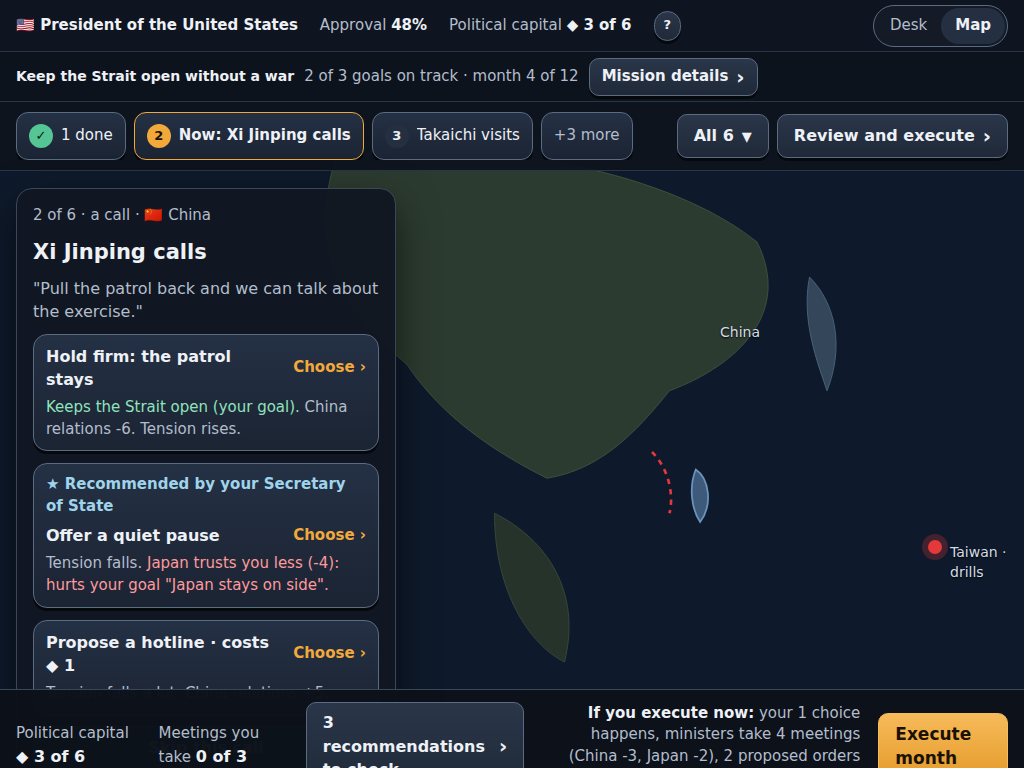 🇺🇸 President of the United States Approval 48% Political capital ◆ 3 of 6 ? Desk Map
Keep the Strait open without a war 2 of 3 goals on track · month 4 of 12 Mission details ›
✓ 1 done 2 Now: Xi Jinping calls 3 Takaichi visits +3 more All 6 ▼ Review and execute ›
2 of 6 · a call · 🇨🇳 China
Xi Jinping calls
"Pull the patrol back and we can talk about
the exercise."
Hold firm: the patrol
stays
Choose ›
Keeps the Strait open (your goal). China
relations -6. Tension rises.
★ Recommended by your Secretary
of State
Offer a quiet pause Choose ›
Tension falls. Japan trusts you less (-4):
hurts your goal "Japan stays on side".
Propose a hotline · costs
◆ 1
Choose ›
China
Taiwan ·
drills
Political capital
◆ 3 of 6
Meetings you
take 0 of 3
3
recommendations
to check
›
If you execute now: your 1 choice
happens, ministers take 4 meetings
(China -3, Japan -2), 2 proposed orders
Execute
month